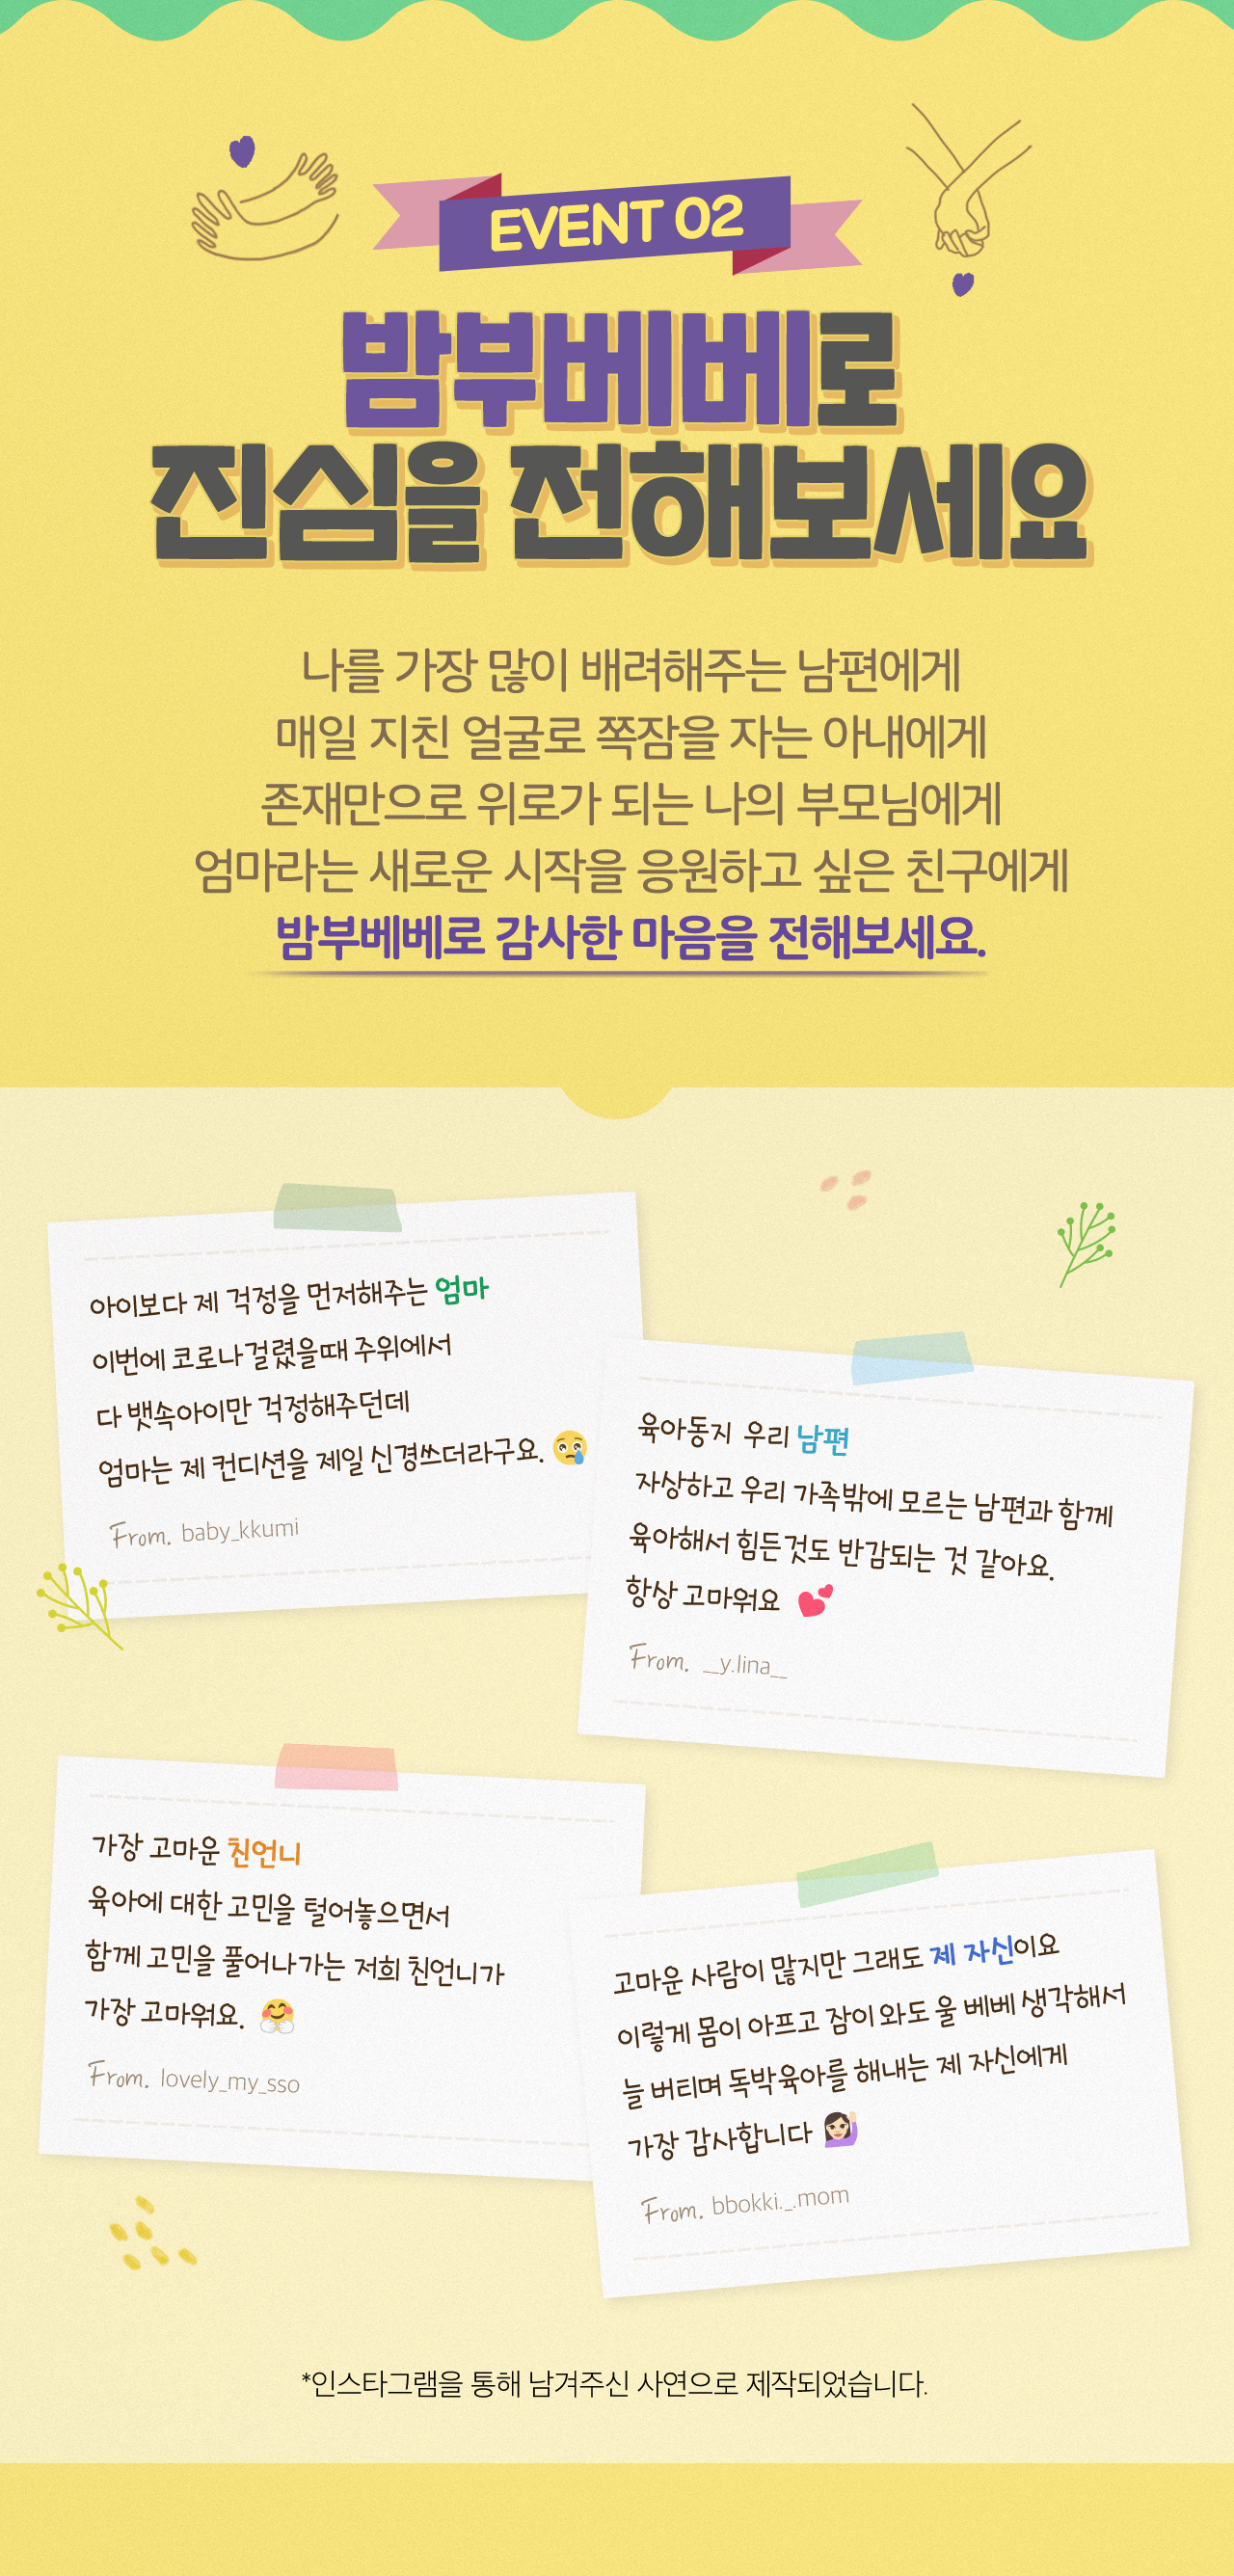 EVENT 02
밤부베베로
진심을 전해보세요
나를 가장 많이 배려해주는 남편에게
매일 지친 얼굴로 쪽잠을 자는 아내에게
존재만으로 위로가 되는 나의 부모님에게
엄마라는 새로운 시작을 응원하고 싶은 친구에게
밤부베베로 감사한 마음을 전해보세요.
아이보다 제 걱정을 먼저해주는 엄마
이번에 코로나걸렸을때 주위에서
다 뱃속아이만 걱정해주던데
엄마는 제 컨디션을 제일 신경쓰더라구요. 😢
From. baby_kkumi
육아동지 우리 남편
자상하고 우리 가족밖에 모르는 남편과 함께
육아해서 힘든것도 반감되는 것 같아요.
항상 고마워요 💕
From. __y.lina__
가장 고마운 친언니
육아에 대한 고민을 털어놓으면서
함께 고민을 풀어나가는 저희 친언니가
가장 고마워요. 🤗
From. lovely_my_sso
고마운 사람이 많지만 그래도 제 자신이요
이렇게 몸이 아프고 잠이 와도 울 베베 생각해서
늘 버티며 독박육아를 해내는 제 자신에게
가장 감사합니다 🙋🏻‍♀️
From. bbokki._.mom
*인스타그램을 통해 남겨주신 사연으로 제작되었습니다.